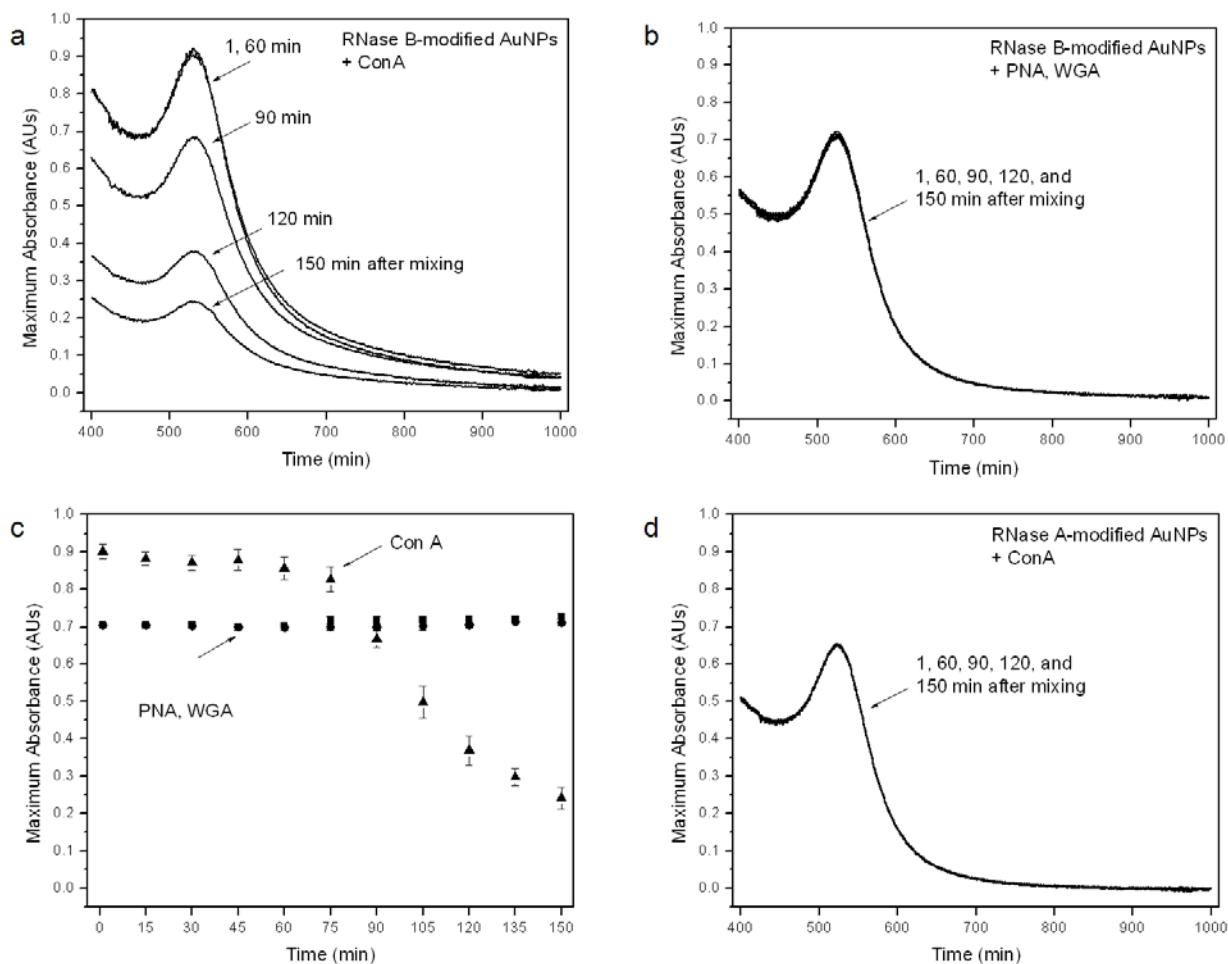 a
RNase B-modified AuNPs
+ ConA
1, 60 min
90 min
120 min
150 min after mixing
Maximum Absorbance (AUs)
1.0
0.9
0.8
0.7
0.6
0.5
0.4
0.3
0.2
0.1
0.0
400 500 600 700 800 900 1000
Time (min)
b
RNase B-modified AuNPs
+ PNA, WGA
1, 60, 90, 120, and
150 min after mixing
Maximum Absorbance (AUs)
1.0
0.9
0.8
0.7
0.6
0.5
0.4
0.3
0.2
0.1
0.0
400 500 600 700 800 900 1000
Time (min)
c
Con A
PNA, WGA
Maximum Absorbance (AUs)
1.0
0.9
0.8
0.7
0.6
0.5
0.4
0.3
0.2
0.1
0.0
0 15 30 45 60 75 90 105 120 135 150
Time (min)
d
RNase A-modified AuNPs
+ ConA
1, 60, 90, 120, and
150 min after mixing
Maximum Absorbance (AUs)
1.0
0.9
0.8
0.7
0.6
0.5
0.4
0.3
0.2
0.1
0.0
400 500 600 700 800 900 1000
Time (min)